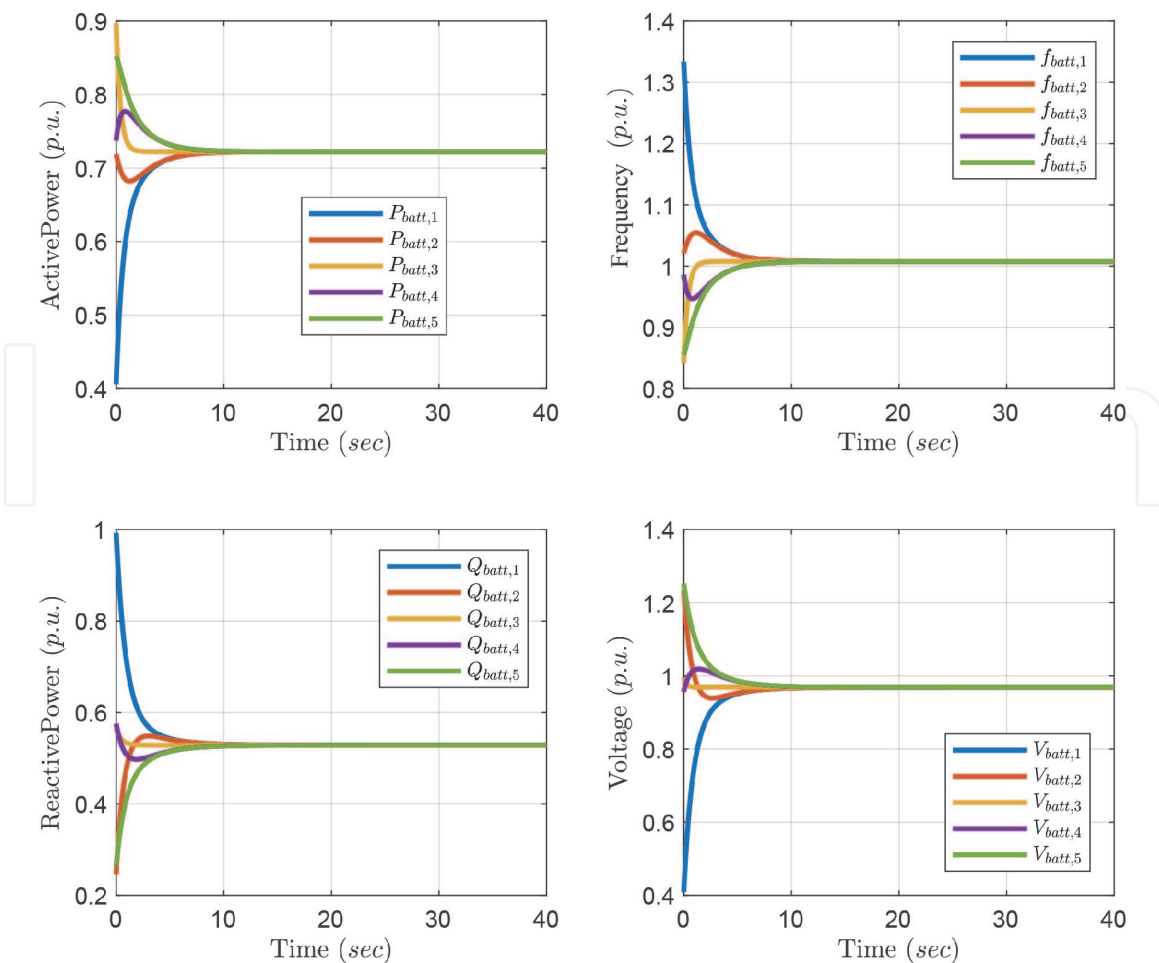 0.9
0.8
0.7
0.6
0.5
0.4
ActivePower (p.u.)
P_batt,1
P_batt,2
P_batt,3
P_batt,4
P_batt,5
0 10 20 30 40
Time (sec)
1.4
1.3
1.2
1.1
1
0.9
0.8
Frequency (p.u.)
f_batt,1
f_batt,2
f_batt,3
f_batt,4
f_batt,5
0 10 20 30 40
Time (sec)
1
0.8
0.6
0.4
0.2
ReactivePower (p.u.)
Q_batt,1
Q_batt,2
Q_batt,3
Q_batt,4
Q_batt,5
0 10 20 30 40
Time (sec)
1.4
1.2
1
0.8
0.6
0.4
Voltage (p.u.)
V_batt,1
V_batt,2
V_batt,3
V_batt,4
V_batt,5
0 10 20 30 40
Time (sec)